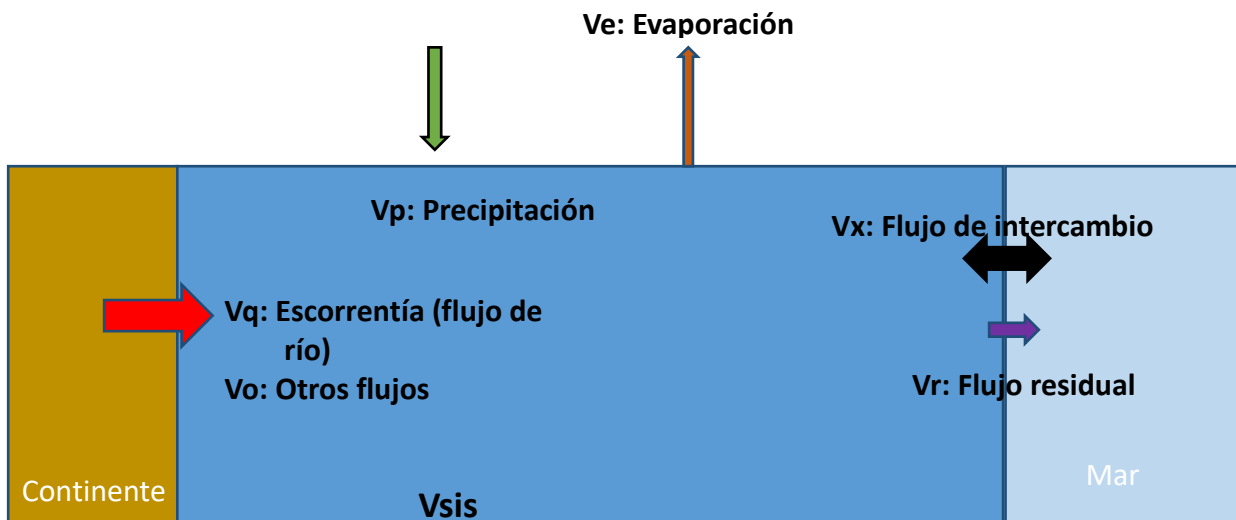 Ve: Evaporación
Vp: Precipitación
Vx: Flujo de intercambio
Vq: Escorrentía (flujo de
río)
Vo: Otros flujos
Vr: Flujo residual
Continente
Mar
Vsis